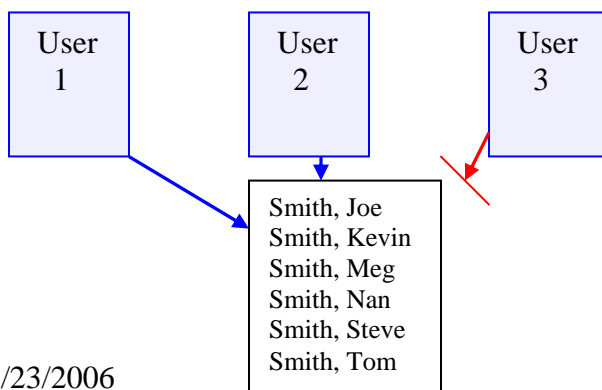 User
1
User
2
User
3
Smith, Joe
Smith, Kevin
Smith, Meg
Smith, Nan
Smith, Steve
Smith, Tom
/23/2006